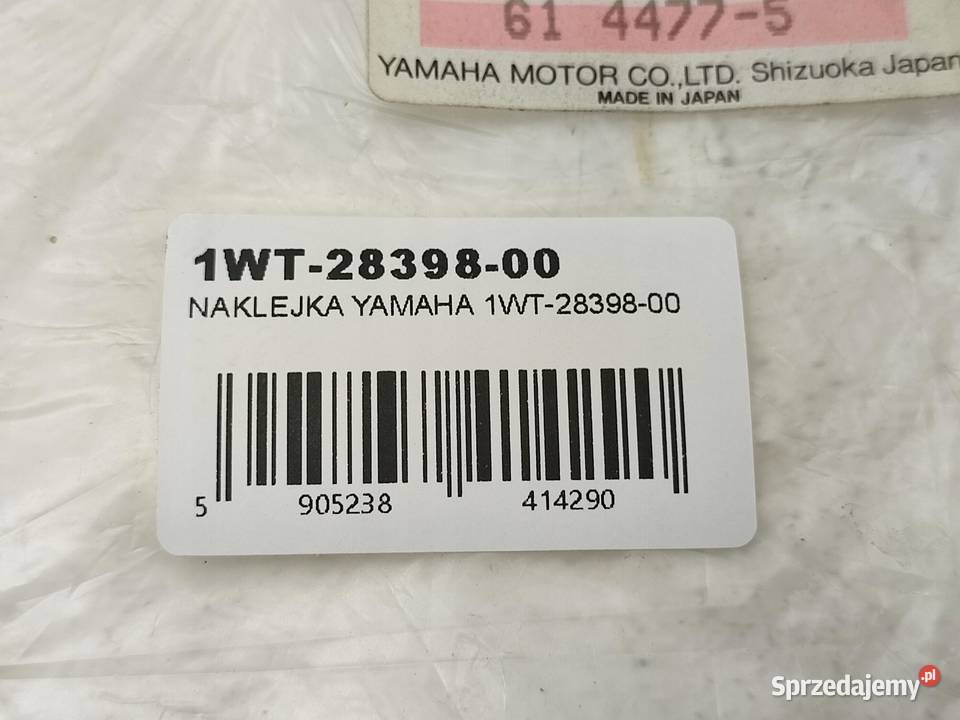 61 4477-5
YAMAHA MOTOR CO.,LTD. Shizuoka Japan
MADE IN JAPAN
1WT-28398-00
NAKLEJKA YAMAHA 1WT-28398-00
5 905238 414290
Sprzedajemy.pl